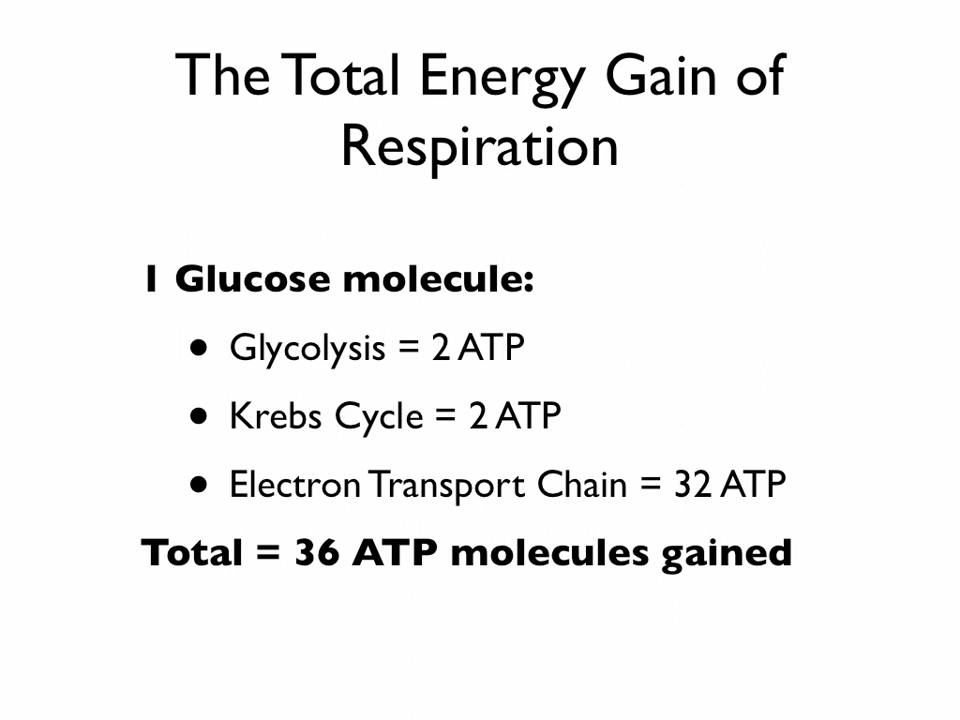 The Total Energy Gain of
Respiration
1 Glucose molecule:
• Glycolysis = 2 ATP
• Krebs Cycle = 2 ATP
• Electron Transport Chain = 32 ATP
Total = 36 ATP molecules gained